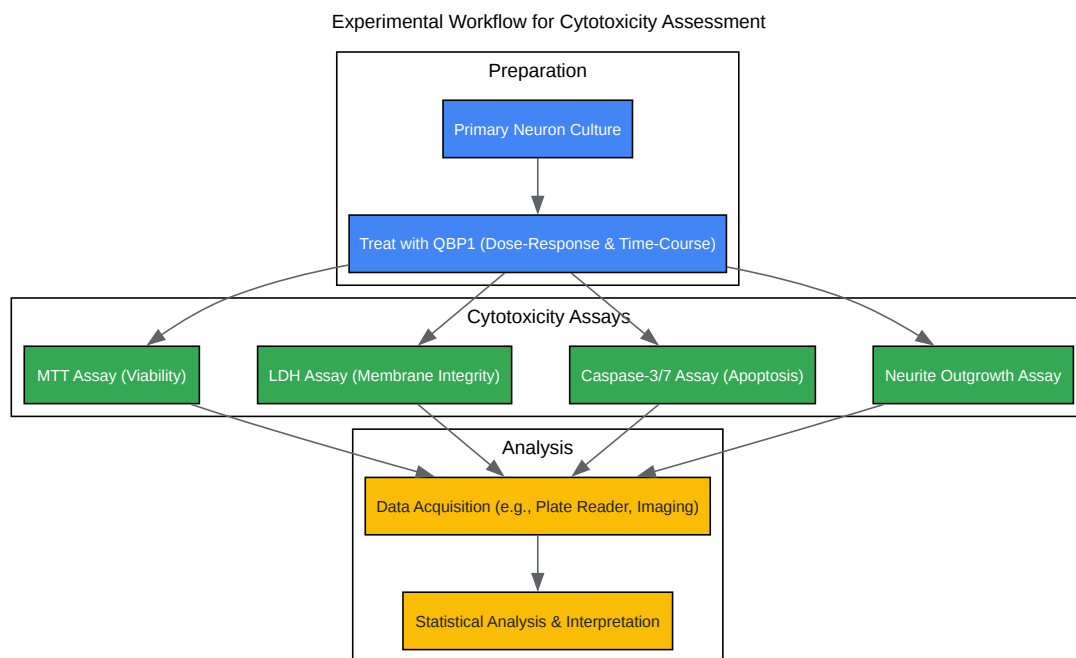 Experimental Workflow for Cytotoxicity Assessment
Preparation
Primary Neuron Culture
Treat with QBP1 (Dose-Response & Time-Course)
Cytotoxicity Assays
MTT Assay (Viability)
LDH Assay (Membrane Integrity)
Caspase-3/7 Assay (Apoptosis)
Neurite Outgrowth Assay
Analysis
Data Acquisition (e.g., Plate Reader, Imaging)
Statistical Analysis & Interpretation